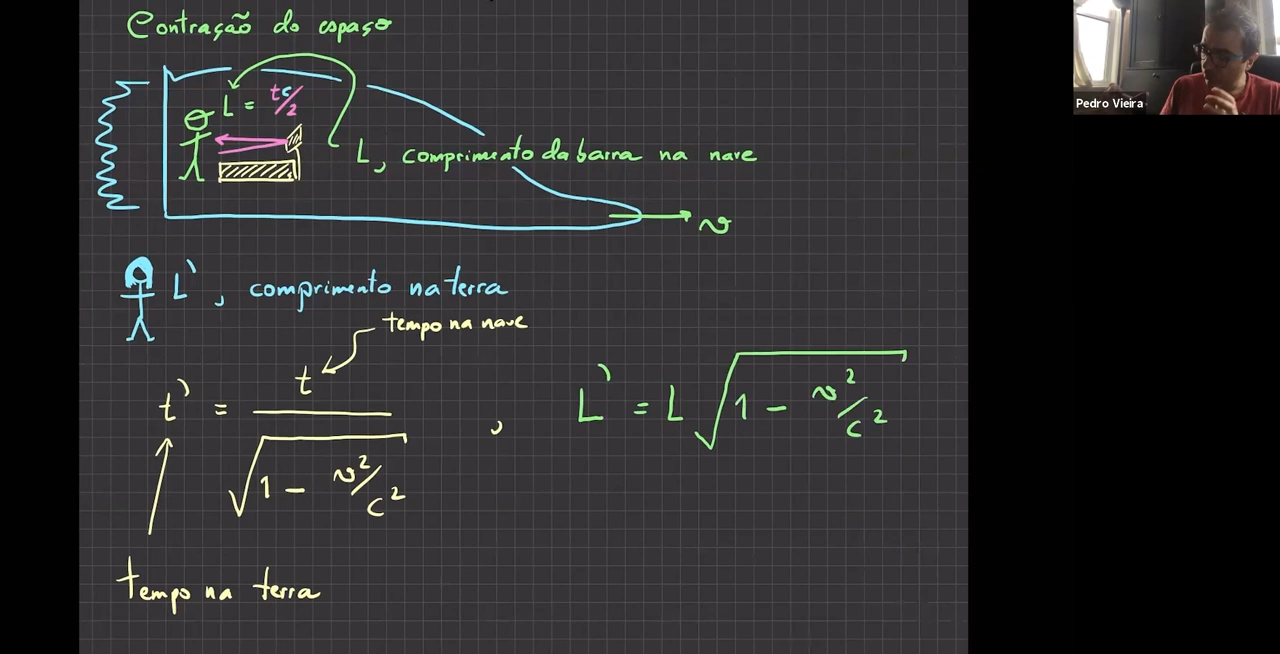 Contração do espaço
L = tc/2
L, comprimento da barra na nave
v
L', comprimento na terra
tempo na nave
t' = t / √(1 - v²/c²) , L' = L √(1 - v²/c²)
tempo na terra
Pedro Vieira